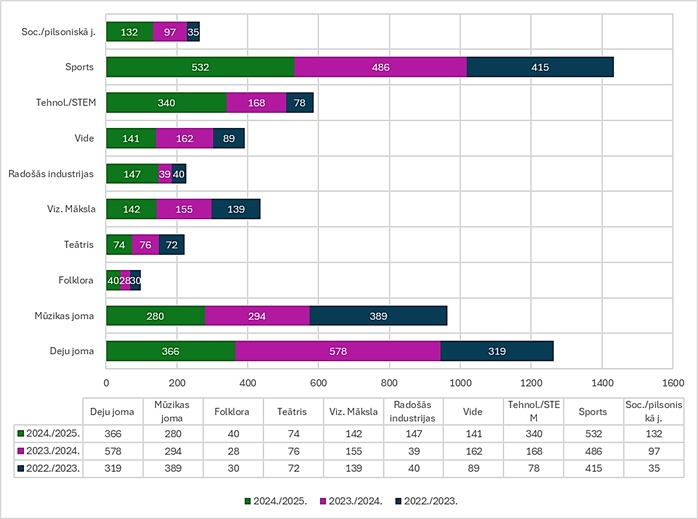 Soc./pilsoniskā j. 132 97 35
Sports 532 486 415
Tehnol./STEM 340 168 78
Vide 141 162 89
Radošās industrijas 147 39 40
Viz. Māksla 142 155 139
Teātris 74 76 72
Folklora 40 28 30
Mūzikas joma 280 294 389
Deju joma 366 578 319
0 200 400 600 800 1000 1200 1400 1600
Deju joma Mūzikas joma Folklora Teātris Viz. Māksla Radošās industrijas Vide Tehnol./STE M Sports Soc./pilsonis kā j.
2024./2025. 366 280 40 74 142 147 141 340 532 132
2023./2024. 578 294 28 76 155 39 162 168 486 97
2022./2023. 319 389 30 72 139 40 89 78 415 35
2024./2025. 2023./2024. 2022./2023.